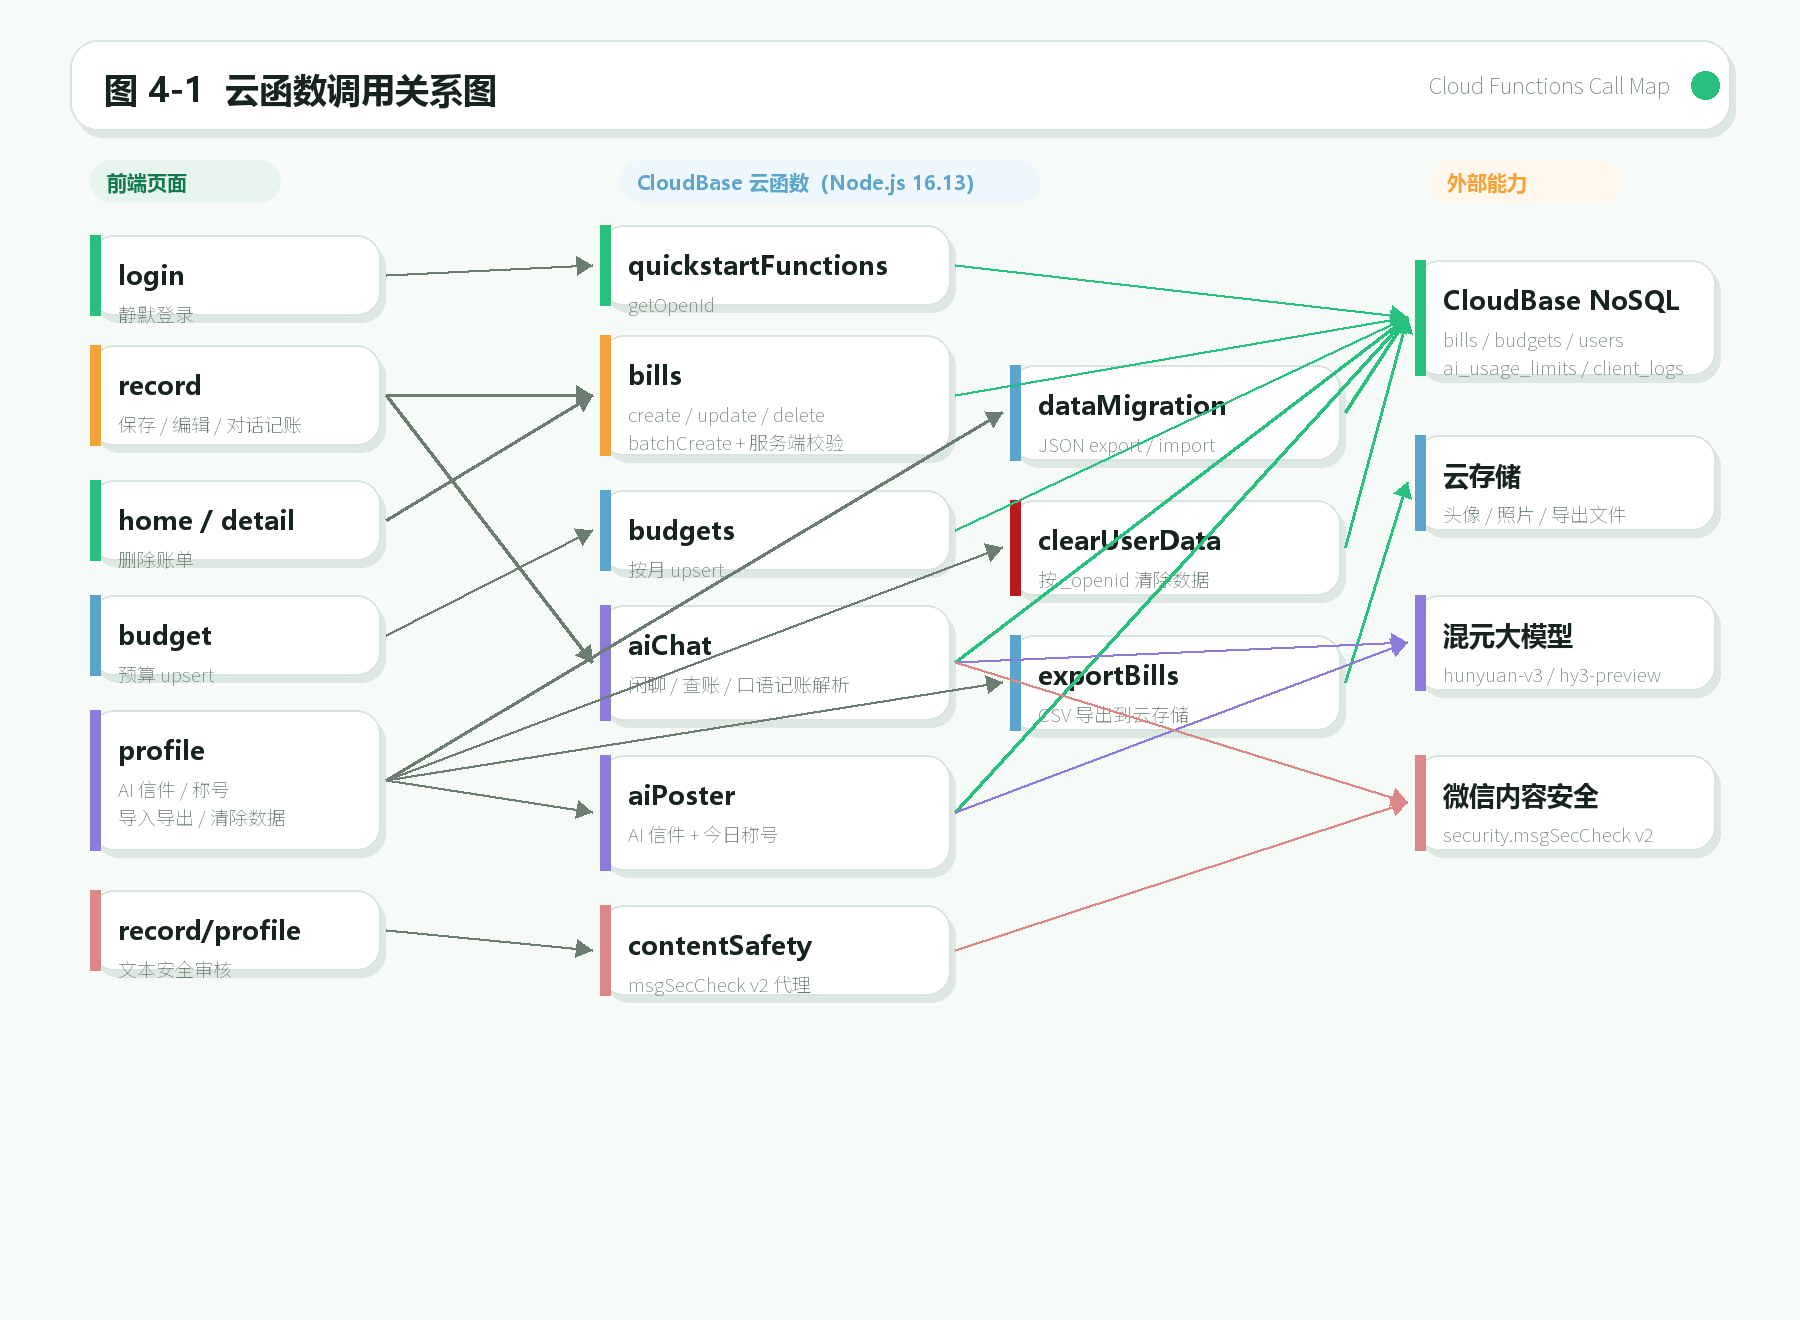 图 4-1 云函数调用关系图
Cloud Functions Call Map
前端页面
CloudBase 云函数 (Node.js 16.13)
外部能力
login
静默登录
record
保存 / 编辑 / 对话记账
home / detail
删除账单
budget
预算 upsert
profile
AI 信件 / 称号
导入导出 / 清除数据
record/profile
文本安全审核
quickstartFunctions
getOpenId
bills
create / update / delete
batchCreate + 服务端校验
budgets
按月 upsert
aiChat
闲聊 / 查账 / 口语记账解析
aiPoster
AI 信件 + 今日称号
contentSafety
msgSecCheck v2 代理
dataMigration
JSON export / import
clearUserData
按 _openid 清除数据
exportBills
CSV 导出到云存储
CloudBase NoSQL
bills / budgets / users
ai_usage_limits / client_logs
云存储
头像 / 照片 / 导出文件
混元大模型
hunyuan-v3 / hy3-preview
微信内容安全
security.msgSecCheck v2